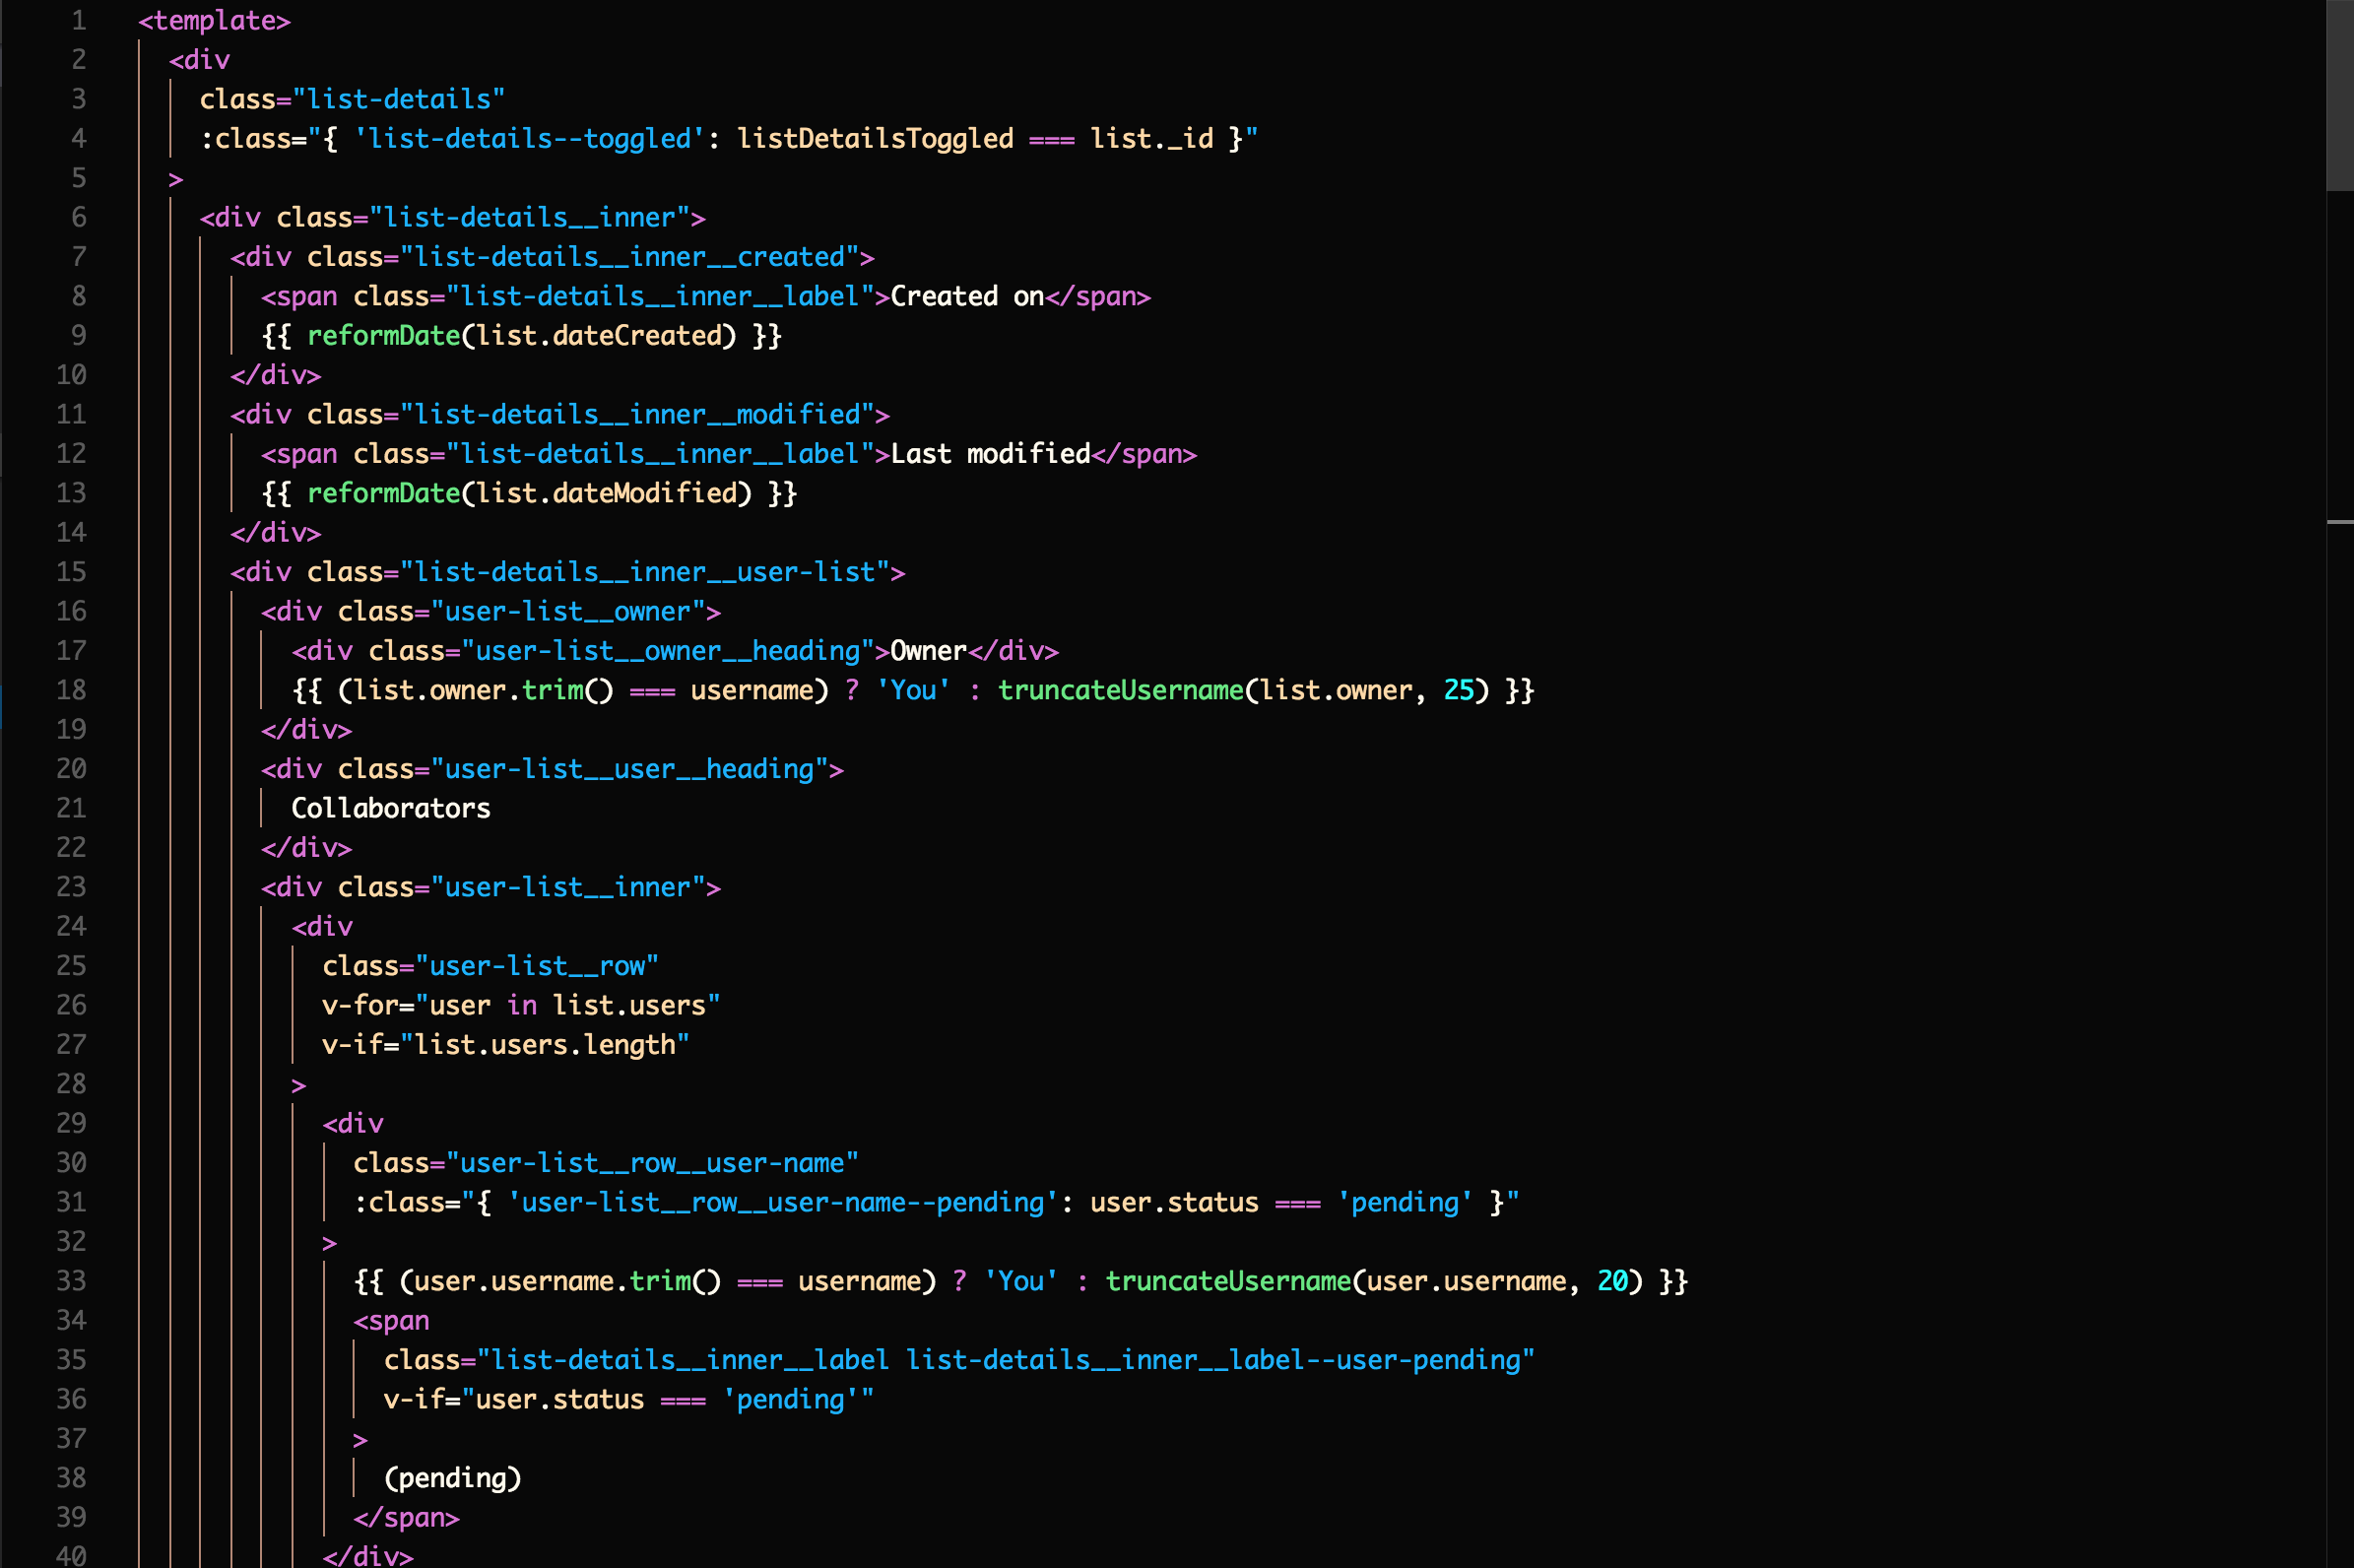 1 <template>
2 <div
3 class="list-details"
4 :class="{ 'list-details--toggled': listDetailsToggled === list._id }"
5 >
6 <div class="list-details__inner">
7 <div class="list-details__inner__created">
8 <span class="list-details__inner__label">Created on</span>
9 {{ reformDate(list.dateCreated) }}
10 </div>
11 <div class="list-details__inner__modified">
12 <span class="list-details__inner__label">Last modified</span>
13 {{ reformDate(list.dateModified) }}
14 </div>
15 <div class="list-details__inner__user-list">
16 <div class="user-list__owner">
17 <div class="user-list__owner__heading">Owner</div>
18 {{ (list.owner.trim() === username) ? 'You' : truncateUsername(list.owner, 25) }}
19 </div>
20 <div class="user-list__user__heading">
21 Collaborators
22 </div>
23 <div class="user-list__inner">
24 <div
25 class="user-list__row"
26 v-for="user in list.users"
27 v-if="list.users.length"
28 >
29 <div
30 class="user-list__row__user-name"
31 :class="{ 'user-list__row__user-name--pending': user.status === 'pending' }"
32 >
33 {{ (user.username.trim() === username) ? 'You' : truncateUsername(user.username, 20) }}
34 <span
35 class="list-details__inner__label list-details__inner__label--user-pending"
36 v-if="user.status === 'pending'"
37 >
38 (pending)
39 </span>
40 </div>